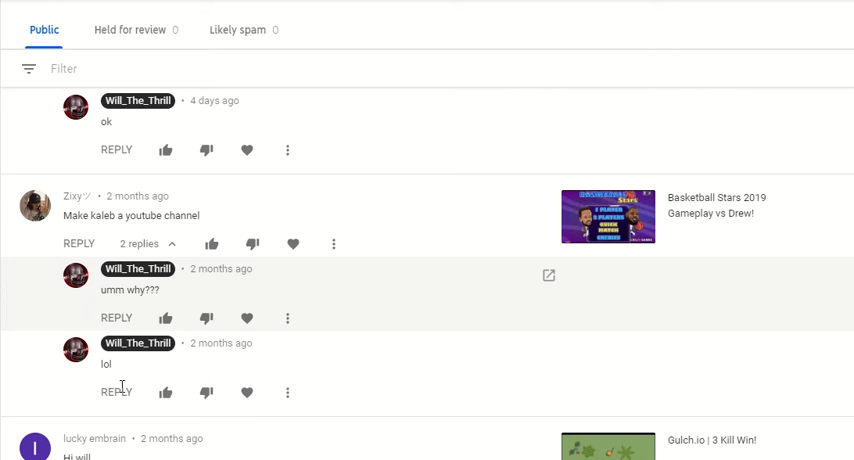 Public Held for review 0 Likely spam 0
Filter
Will_The_Thrill • 4 days ago
ok
REPLY
Zixyツ • 2 months ago
Make kaleb a youtube channel
REPLY 2 replies
Basketball Stars 2019
Gameplay vs Drew!
Will_The_Thrill • 2 months ago
umm why???
REPLY
Will_The_Thrill • 2 months ago
lol
REPLY
lucky embrain • 2 months ago
Hi will
Gulch.io | 3 Kill Win!
I